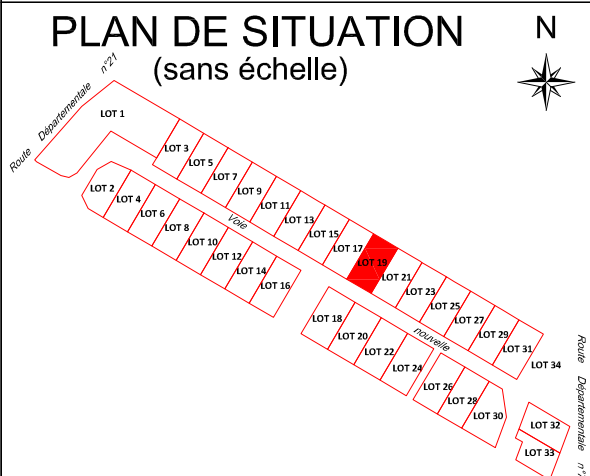 PLAN DE SITUATION
(sans échelle)
N
Route Départementale n°21
LOT 1
LOT 3
LOT 5
LOT 7
LOT 9
LOT 11
LOT 13
LOT 15
LOT 17
LOT 19
LOT 21
LOT 23
LOT 25
LOT 27
LOT 29
LOT 31
LOT 34
LOT 2
LOT 4
LOT 6
LOT 8
LOT 10
LOT 12
LOT 14
LOT 16
Voie nouvelle
LOT 18
LOT 20
LOT 22
LOT 24
LOT 26
LOT 28
LOT 30
LOT 32
LOT 33
Route Départementale